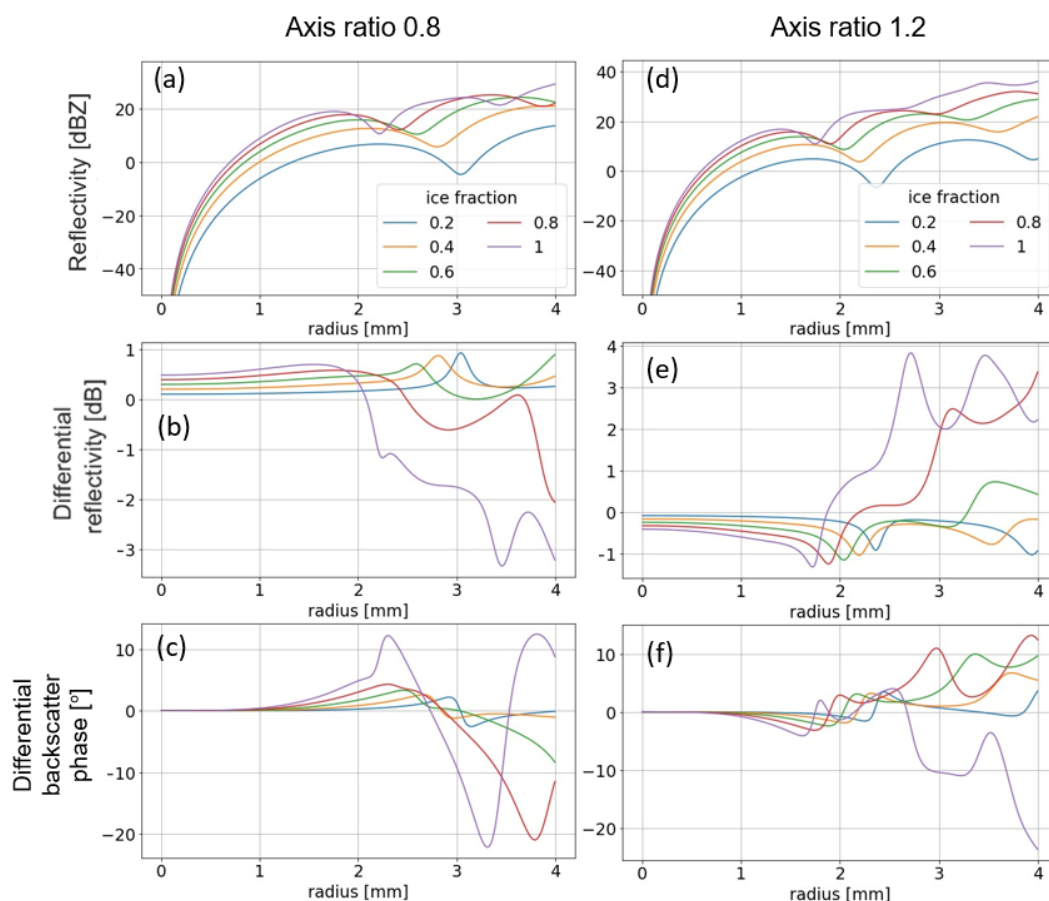 Axis ratio 0.8
Axis ratio 1.2
(a)
Reflectivity [dBZ]
20
0
−20
−40
ice fraction
0.2
0.8
0.4
1
0.6
0
1
2
3
4
radius [mm]
(d)
Reflectivity [dBZ]
40
20
0
−20
−40
ice fraction
0.2
0.8
0.4
1
0.6
0
1
2
3
4
radius [mm]
(b)
Differential
reflectivity [dB]
1
0
−1
−2
−3
0
1
2
3
4
radius [mm]
(e)
4
3
2
1
0
−1
0
1
2
3
4
radius [mm]
(c)
Differential
backscatter
phase [°]
10
0
−10
−20
0
1
2
3
4
radius [mm]
(f)
10
0
−10
−20
0
1
2
3
4
radius [mm]